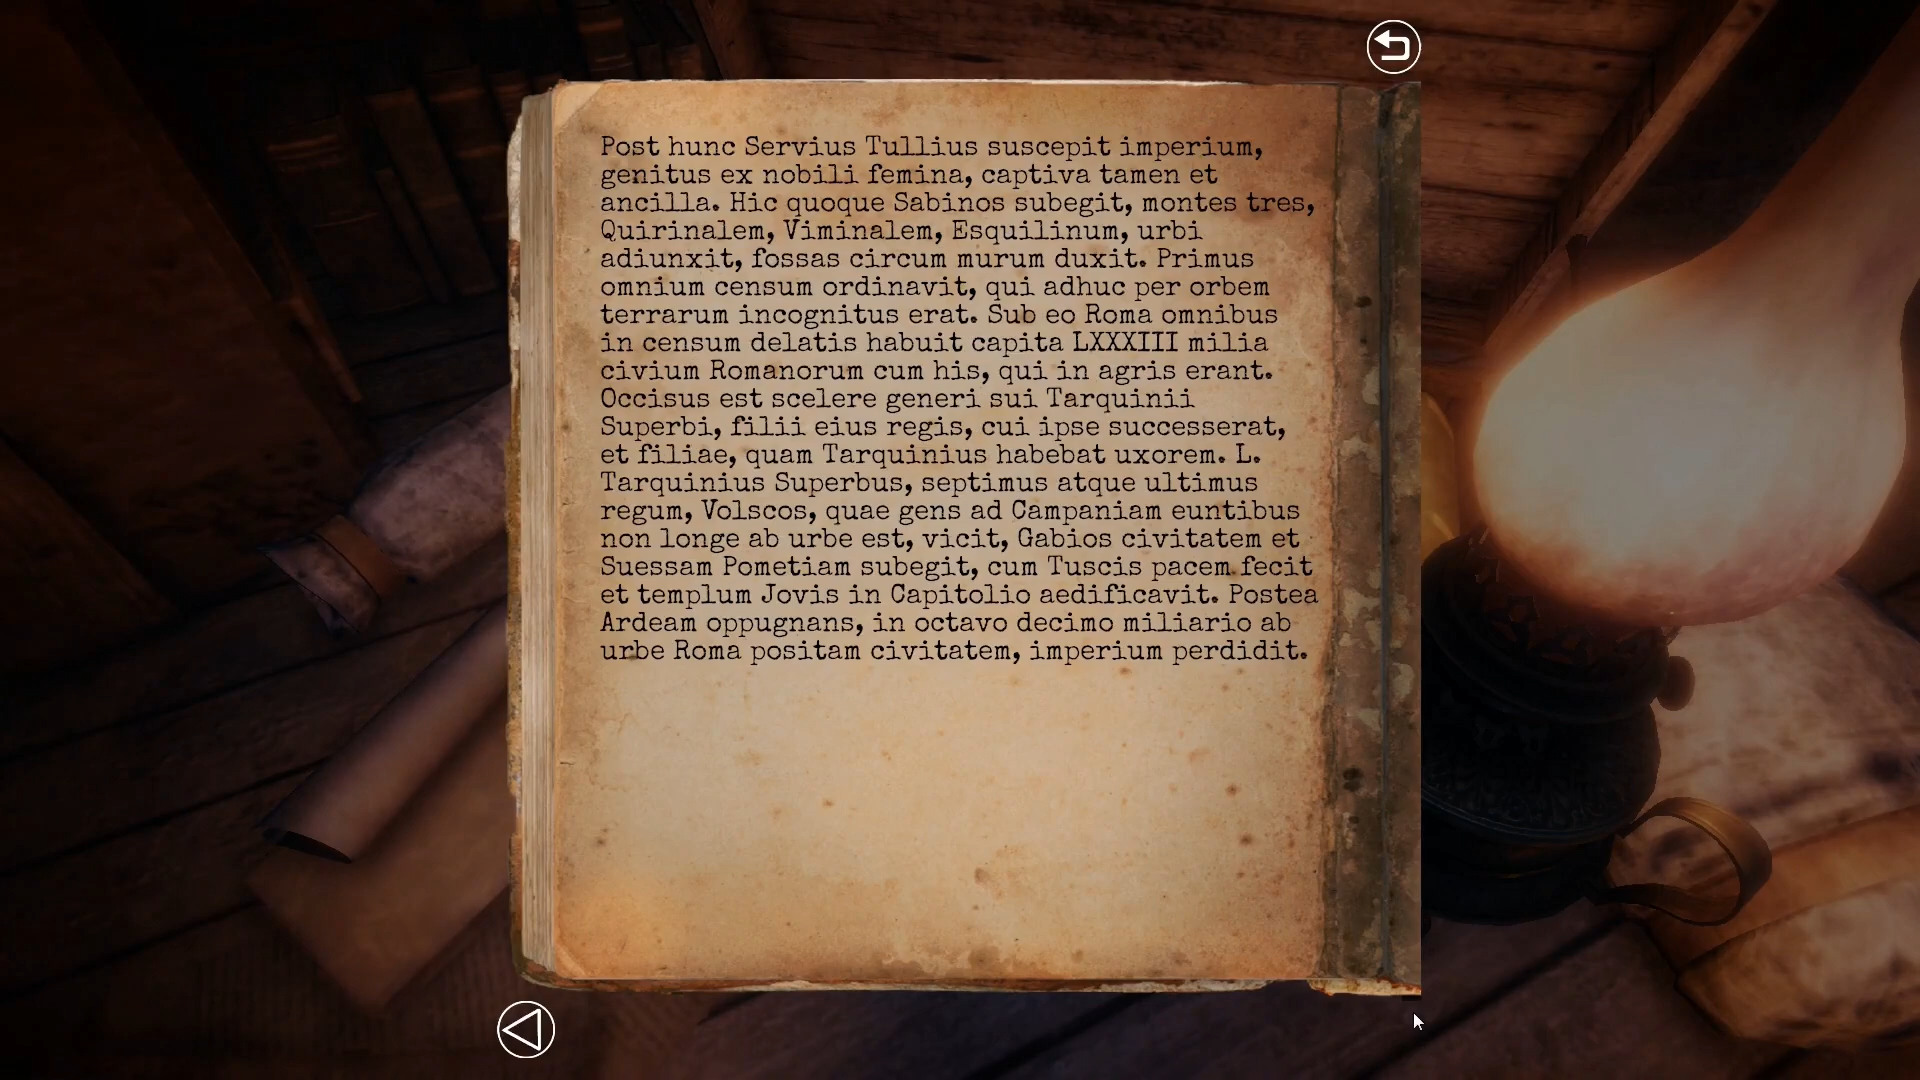 Post hunc Servius Tullius suscepit imperium,
genitus ex nobili femina, captiva tamen et
ancilla. Hic quoque Sabinos subegit, montes tres,
Quirinalem, Viminalem, Esquilinum, urbi
adiunxit, fossas circum murum duxit. Primus
omnium censum ordinavit, qui adhuc per orbem
terrarum incognitus erat. Sub eo Roma omnibus
in censum delatis habuit capita LXXXIII milia
civium Romanorum cum his, qui in agris erant.
Occisus est scelere generi sui Tarquinii
Superbi, filii eius regis, cui ipse successerat,
et filiae, quam Tarquinius habebat uxorem. L.
Tarquinius Superbus, septimus atque ultimus
regum, Volscos, quae gens ad Campaniam euntibus
non longe ab urbe est, vicit, Gabios civitatem et
Suessam Pometiam subegit, cum Tuscis pacem fecit
et templum Jovis in Capitolio aedificavit. Postea
Ardeam oppugnans, in octavo decimo miliario ab
urbe Roma positam civitatem, imperium perdidit.